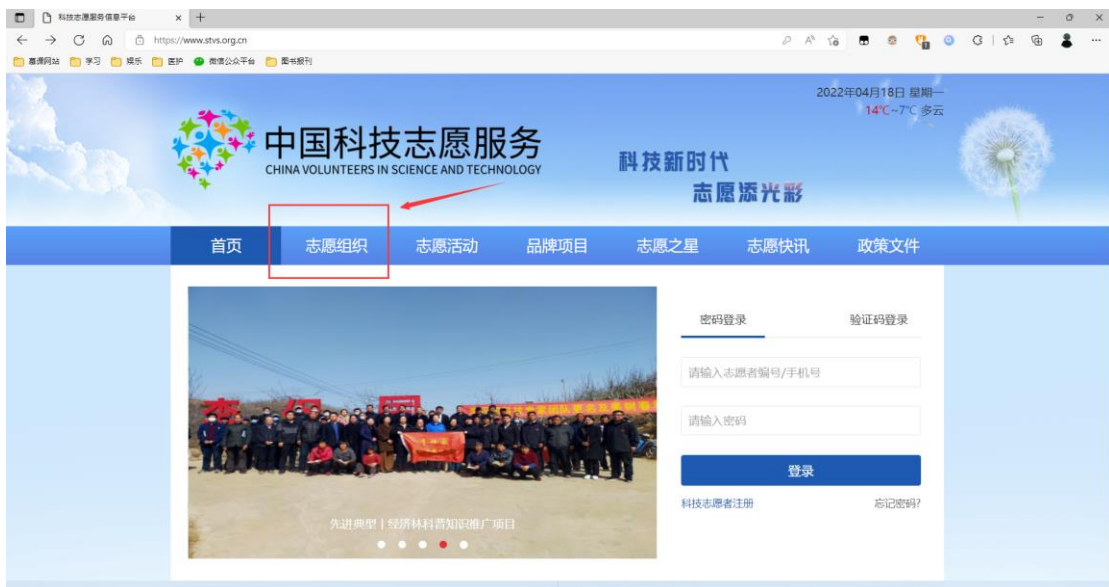 科技志愿服务信息平台
https://www.stvs.org.cn
慕课网站 学习 娱乐 医护 微信公众平台 图书报刊
2022年04月18日 星期一
14℃~7℃ 多云
中国科技志愿服务
CHINA VOLUNTEERS IN SCIENCE AND TECHNOLOGY
科技新时代
志愿添光彩
首页 志愿组织 志愿活动 品牌项目 志愿之星 志愿快讯 政策文件
密码登录 验证码登录
请输入志愿者编号/手机号
请输入密码
登录
科技志愿者注册 忘记密码?
先进典型丨经济林科普知识推广项目